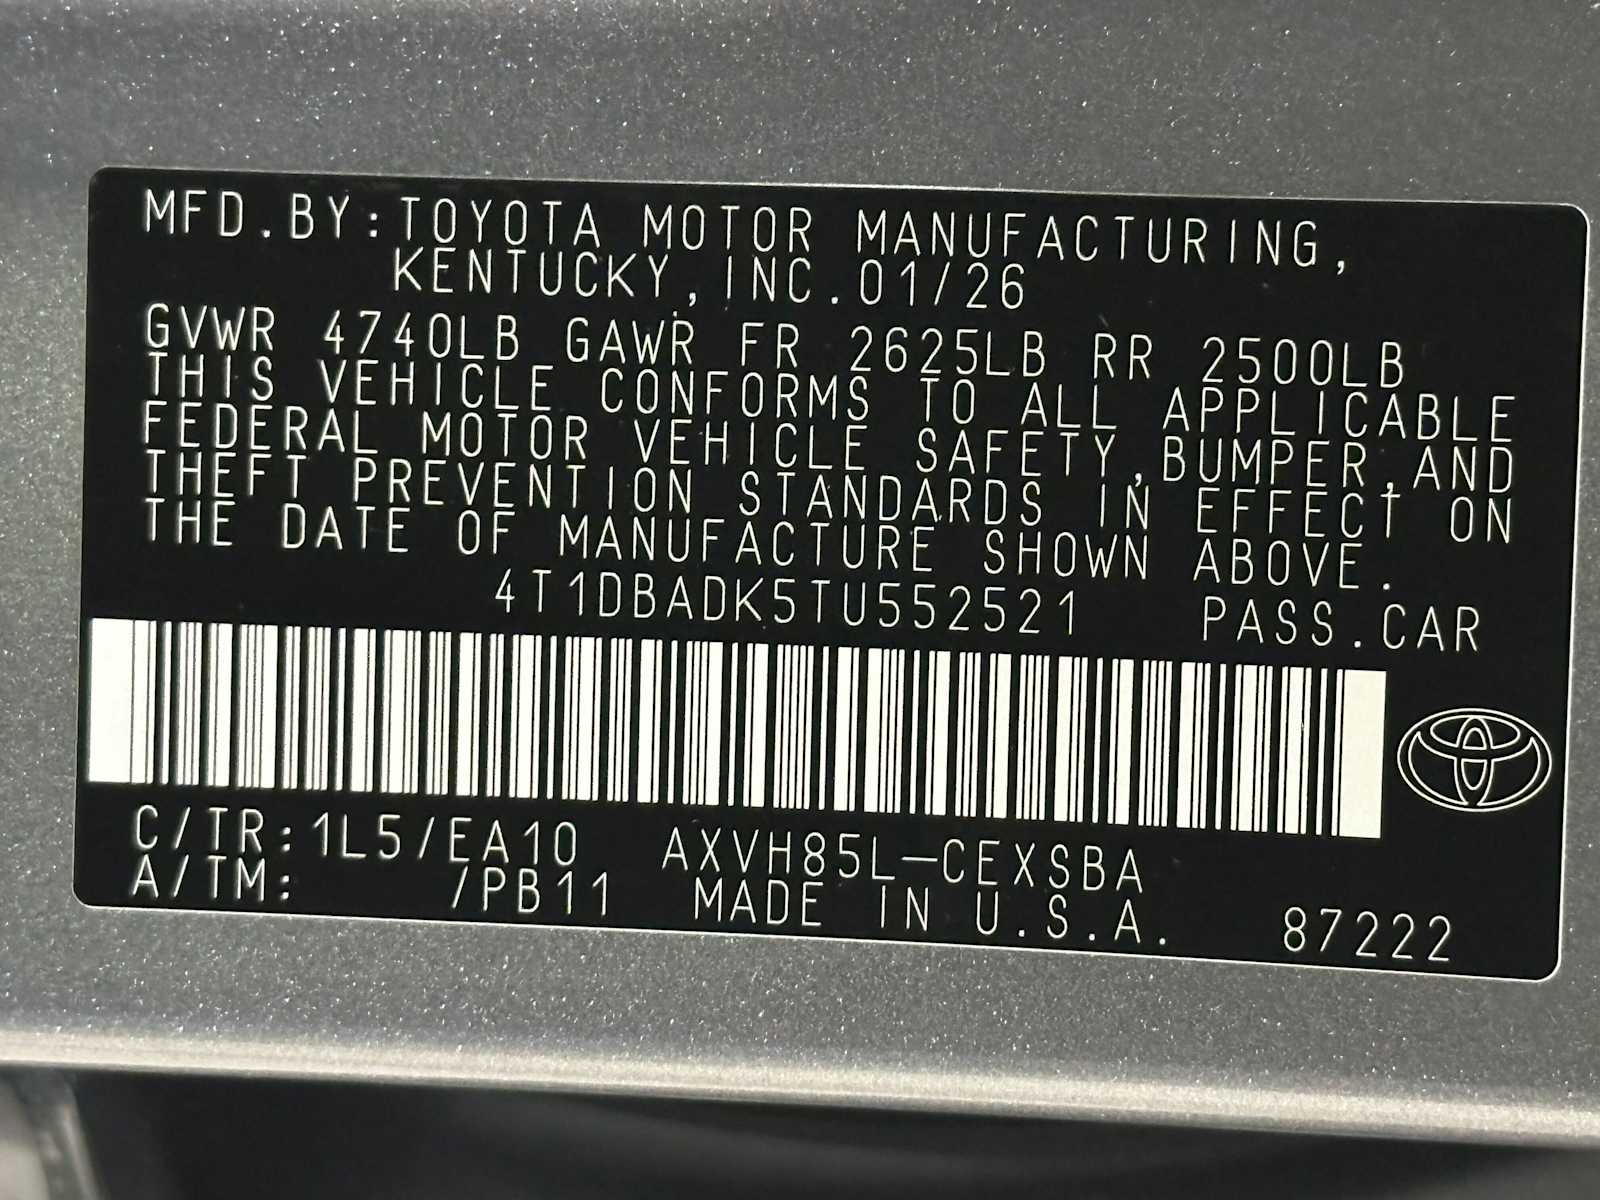 MFD.BY:TOYOTA MOTOR MANUFACTURING,
KENTUCKY,INC.01/26
GVWR 4740LB GAWR FR 2625LB RR 2500LB
THIS VEHICLE CONFORMS TO ALL APPLICABLE
FEDERAL MOTOR VEHICLE SAFETY,BUMPER,AND
THEFT PREVENTION STANDARDS IN EFFECT ON
THE DATE OF MANUFACTURE SHOWN ABOVE.
4T1DBADK5TU552521 PASS.CAR
C/TR:1L5/EA10 AXVH85L-CEXSBA
A/TM: /PB11 MADE IN U.S.A. 87222